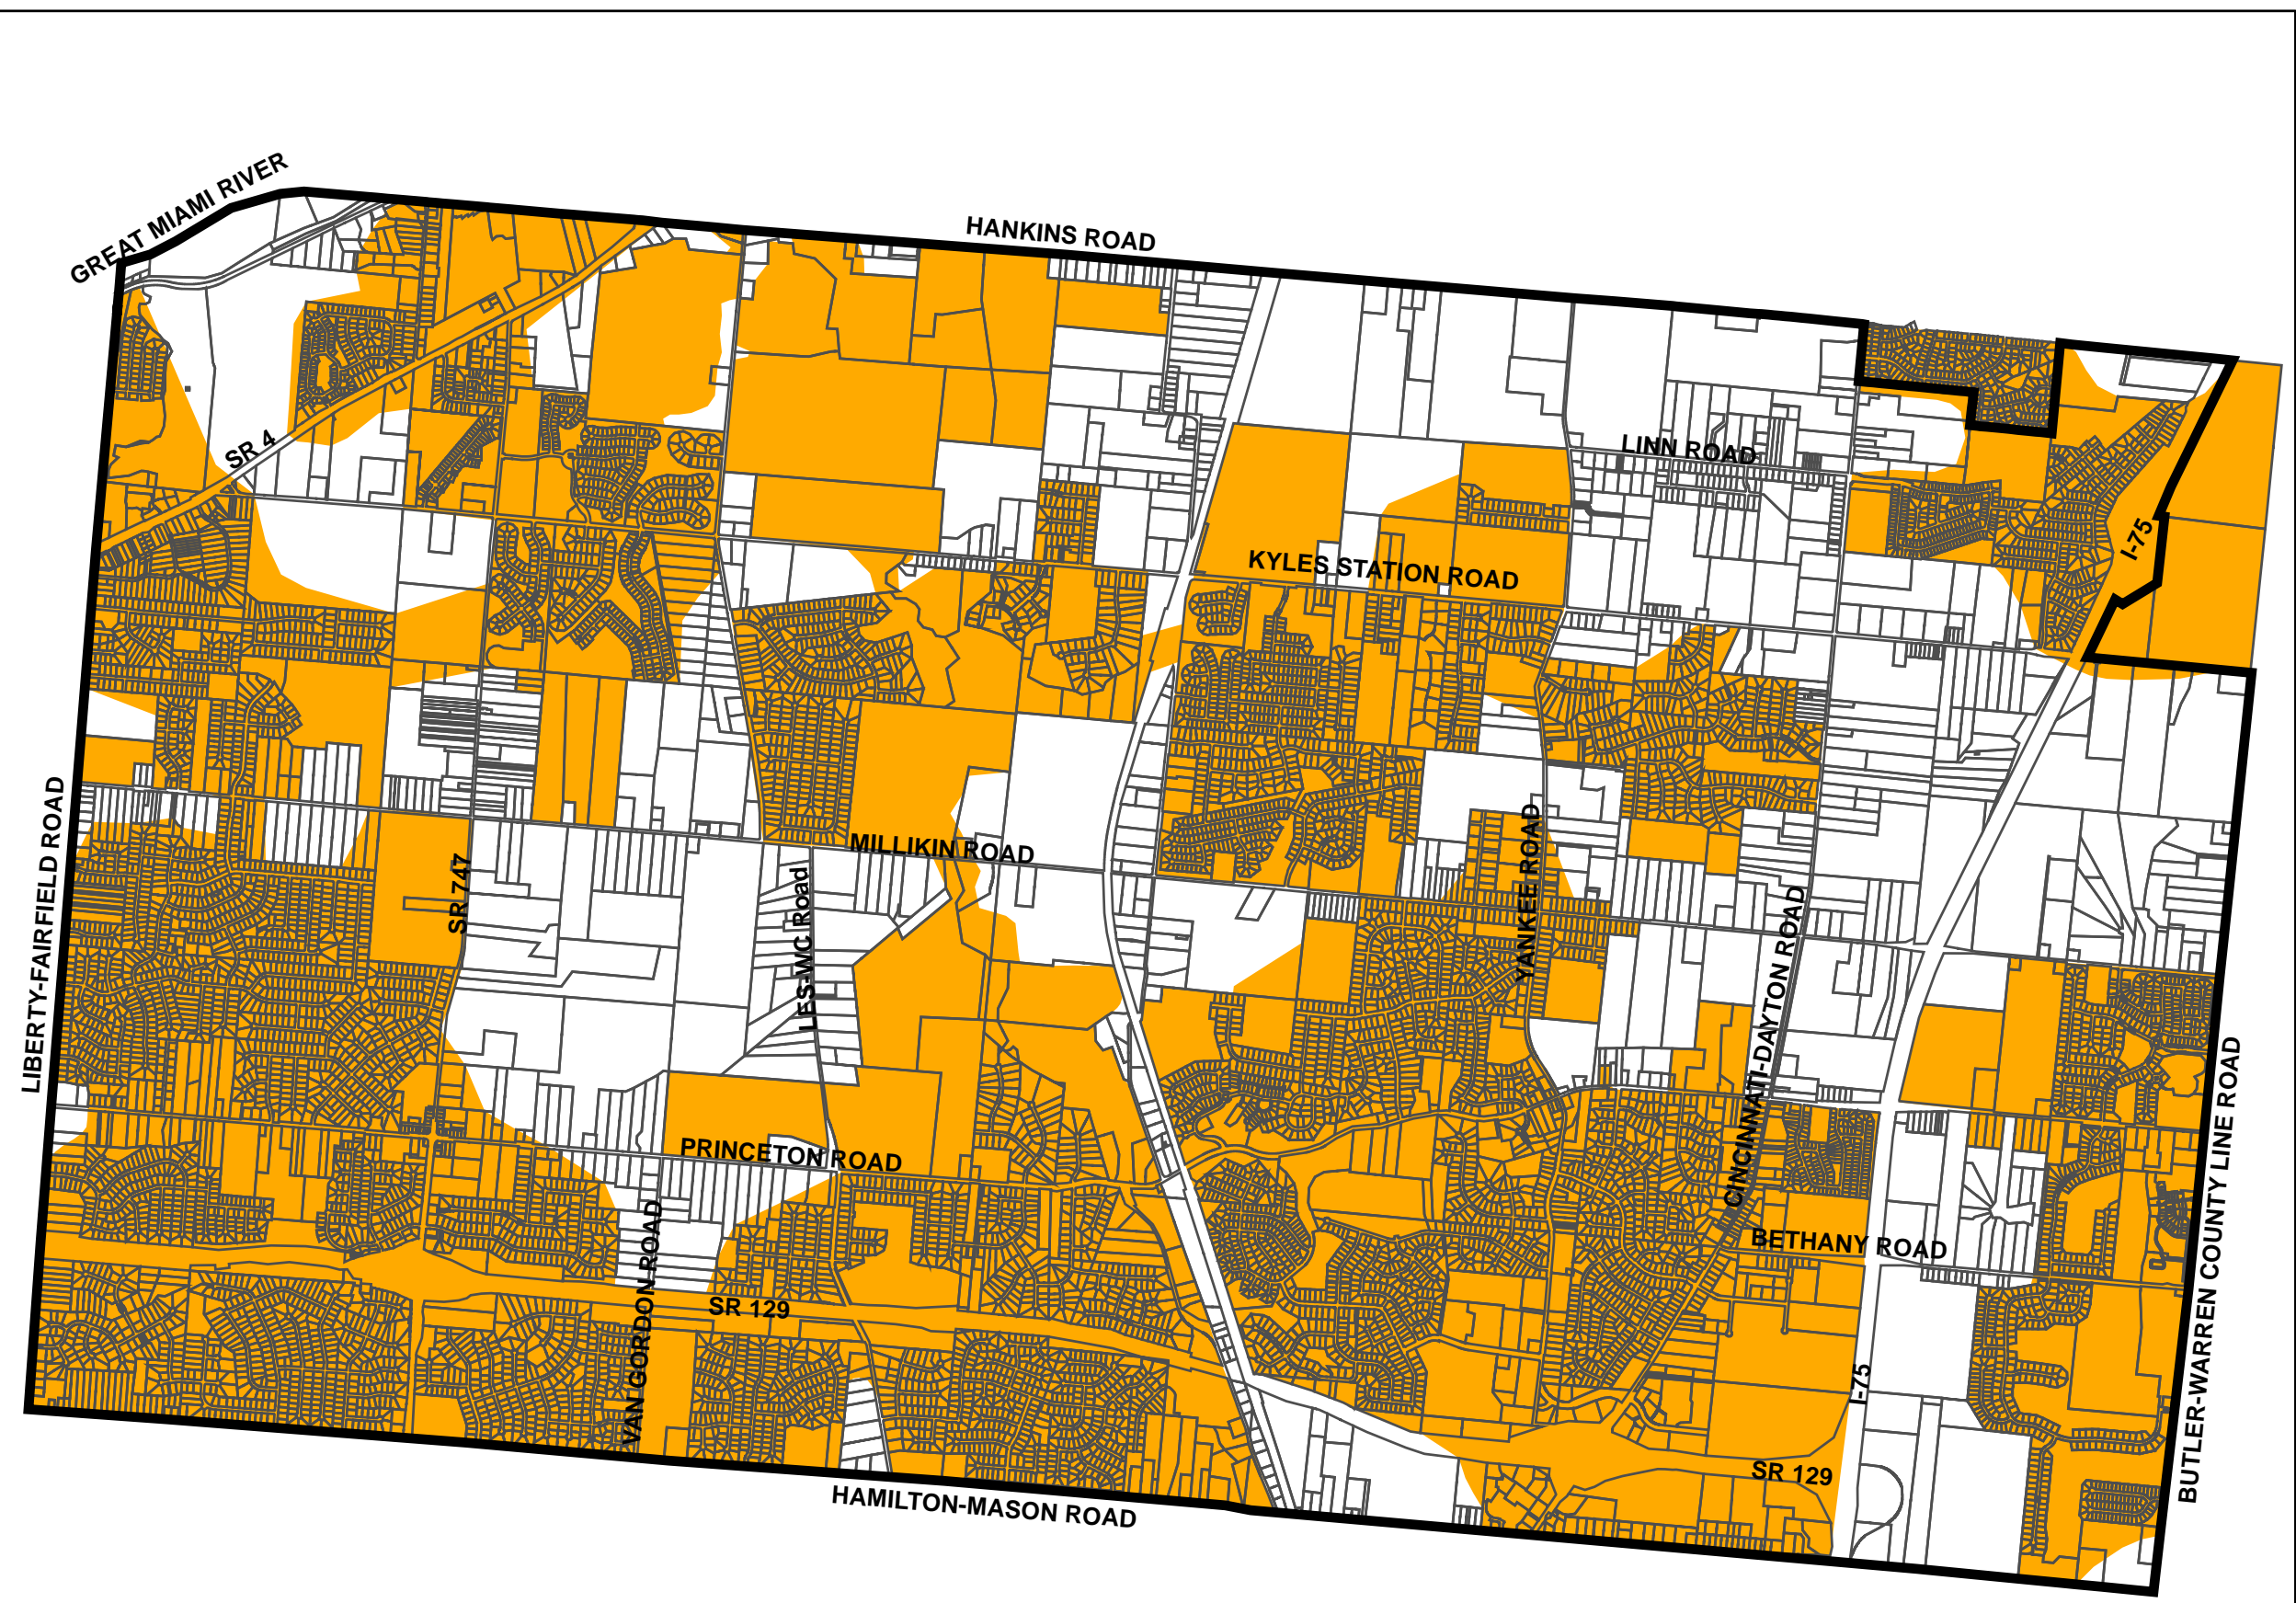 GREAT MIAMI RIVER
HANKINS ROAD
SR 4
LINN ROAD
I-75
KYLES STATION ROAD
LIBERTY-FAIRFIELD ROAD
SR 747
MILLIKIN ROAD
LES-WC Road
YANKEE ROAD
CINCINNATI-DAYTON ROAD
PRINCETON ROAD
VAN GORDON ROAD
BETHANY ROAD
BUTLER-WARREN COUNTY LINE ROAD
SR 129
I-75
SR 129
HAMILTON-MASON ROAD